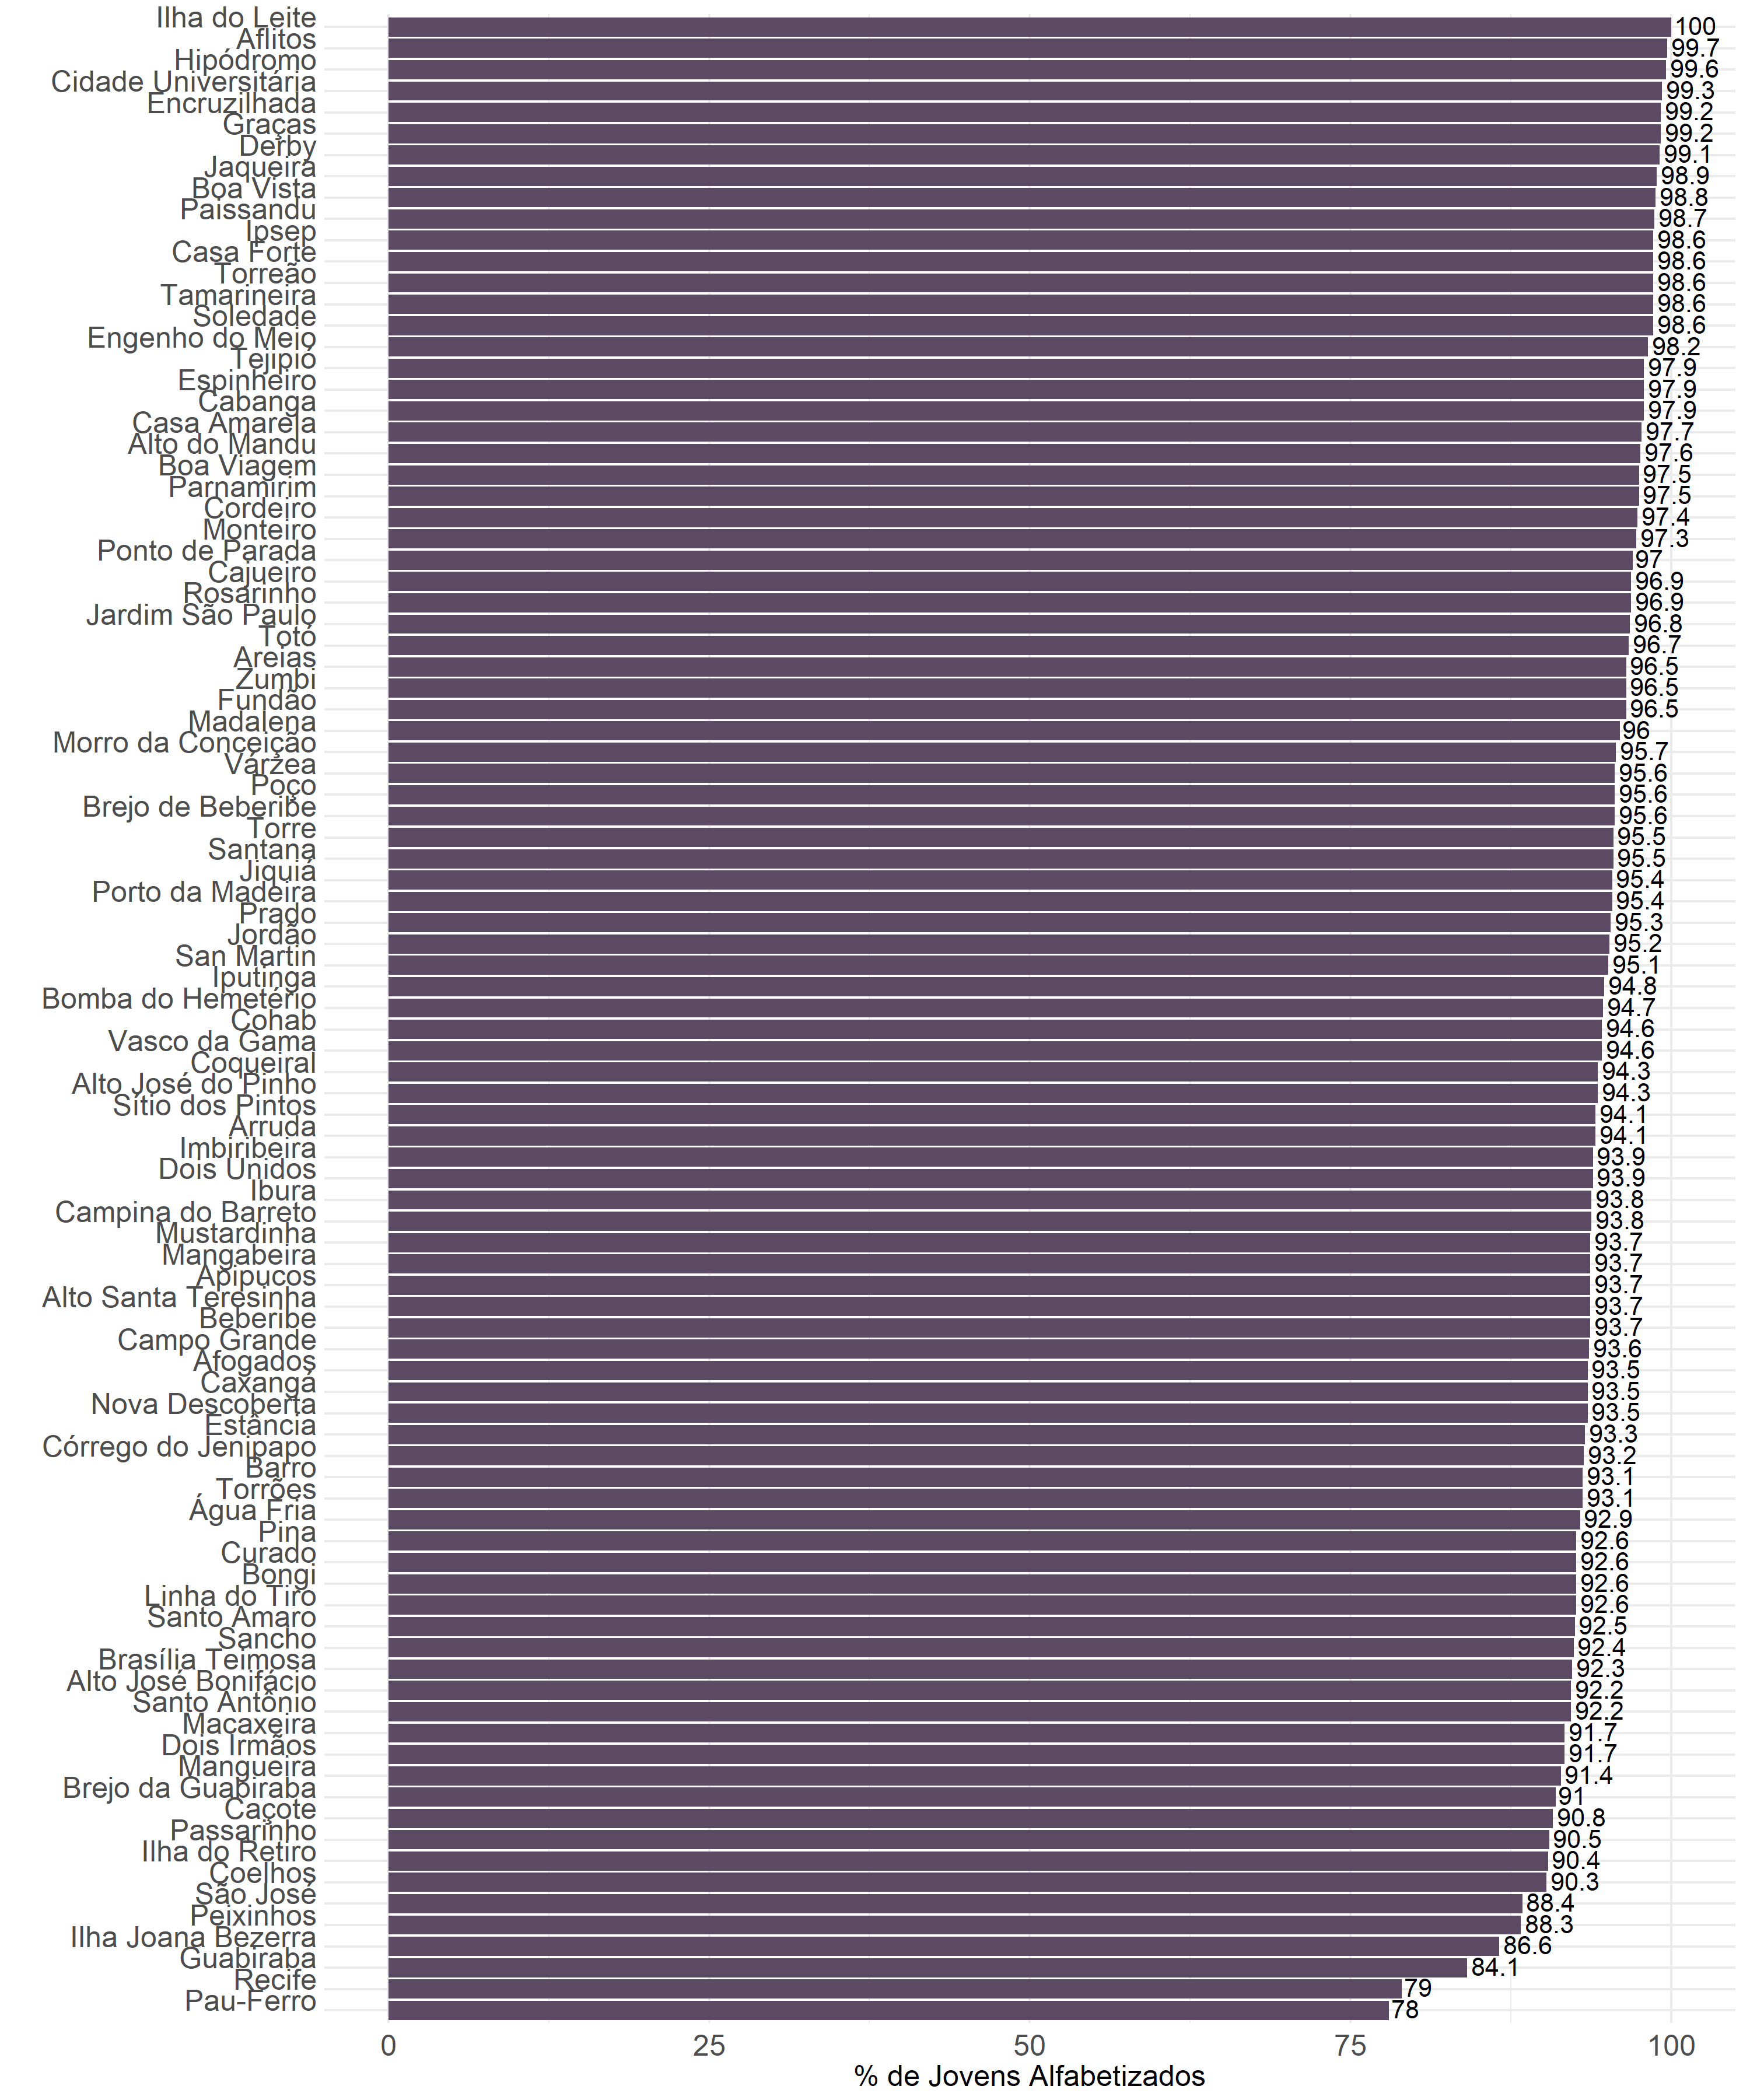 Ilha do Leite 100
Aflitos 99.7
Hipódromo 99.6
Cidade Universitária 99.3
Encruzilhada 99.2
Graças 99.2
Derby 99.1
Jaqueira 98.9
Boa Vista 98.8
Paissandu 98.7
Ipsep 98.6
Casa Forte 98.6
Torreão 98.6
Tamarineira 98.6
Soledade 98.6
Engenho do Meio 98.2
Tejipió 97.9
Espinheiro 97.9
Cabanga 97.9
Casa Amarela 97.7
Alto do Mandu 97.6
Boa Viagem 97.5
Parnamirim 97.5
Cordeiro 97.4
Monteiro 97.3
Ponto de Parada 97
Cajueiro 96.9
Rosarinho 96.9
Jardim São Paulo 96.8
Totó 96.7
Areias 96.5
Zumbi 96.5
Fundão 96.5
Madalena 96
Morro da Conceição 95.7
Várzea 95.6
Poço 95.6
Brejo de Beberibe 95.6
Torre 95.5
Santana 95.5
Jiquiá 95.4
Porto da Madeira 95.4
Prado 95.3
Jordão 95.2
San Martin 95.1
Iputinga 94.8
Bomba do Hemetério 94.7
Cohab 94.6
Vasco da Gama 94.6
Coqueiral 94.3
Alto José do Pinho 94.3
Sítio dos Pintos 94.1
Arruda 94.1
Imbiribeira 93.9
Dois Unidos 93.9
Ibura 93.8
Campina do Barreto 93.8
Mustardinha 93.7
Mangabeira 93.7
Apipucos 93.7
Alto Santa Teresinha 93.7
Beberibe 93.7
Campo Grande 93.6
Afogados 93.5
Caxangá 93.5
Nova Descoberta 93.5
Estância 93.3
Córrego do Jenipapo 93.2
Barro 93.1
Torrões 93.1
Água Fria 92.9
Pina 92.6
Curado 92.6
Bongi 92.6
Linha do Tiro 92.6
Santo Amaro 92.5
Sancho 92.4
Brasília Teimosa 92.3
Alto José Bonifácio 92.2
Santo Antônio 92.2
Macaxeira 91.7
Dois Irmãos 91.7
Mangueira 91.4
Brejo da Guabiraba 91
Caçote 90.8
Passarinho 90.5
Ilha do Retiro 90.4
Coelhos 90.3
São José 88.4
Peixinhos 88.3
Ilha Joana Bezerra 86.6
Guabiraba 84.1
Recife 79
Pau-Ferro 78
0 25 50 75 100
% de Jovens Alfabetizados